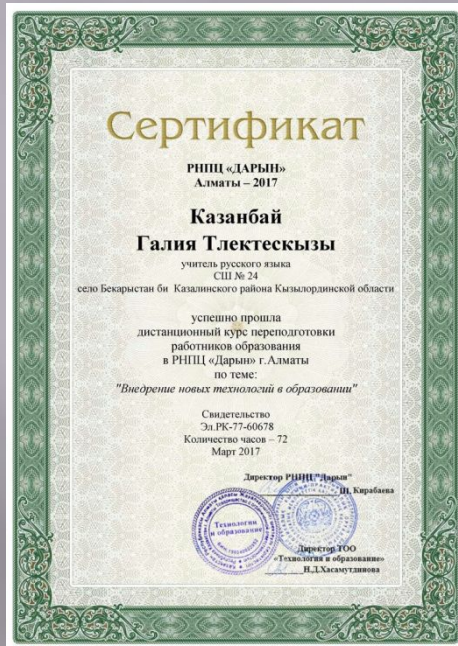 Сертификат
РНПЦ «ДАРЫН»
Алматы – 2017
Казанбай
Галия Тлектескызы
учитель русского языка
СШ № 24
село Бекарыстан би Казалинского района Кызылординской области
успешно прошла
дистанционный курс переподготовки
работников образования
в РНПЦ «Дарын» г.Алматы
по теме:
"Внедрение новых технологий в образовании"
Свидетельство
Эл.РК-77-60678
Количество часов – 72
Март 2017
Директор РНПЦ "Дарын"
Ш. Кирабаева
Технологии
и образование
Директор ТОО
«Технология и образование»
Н.Д.Хасамутдинова